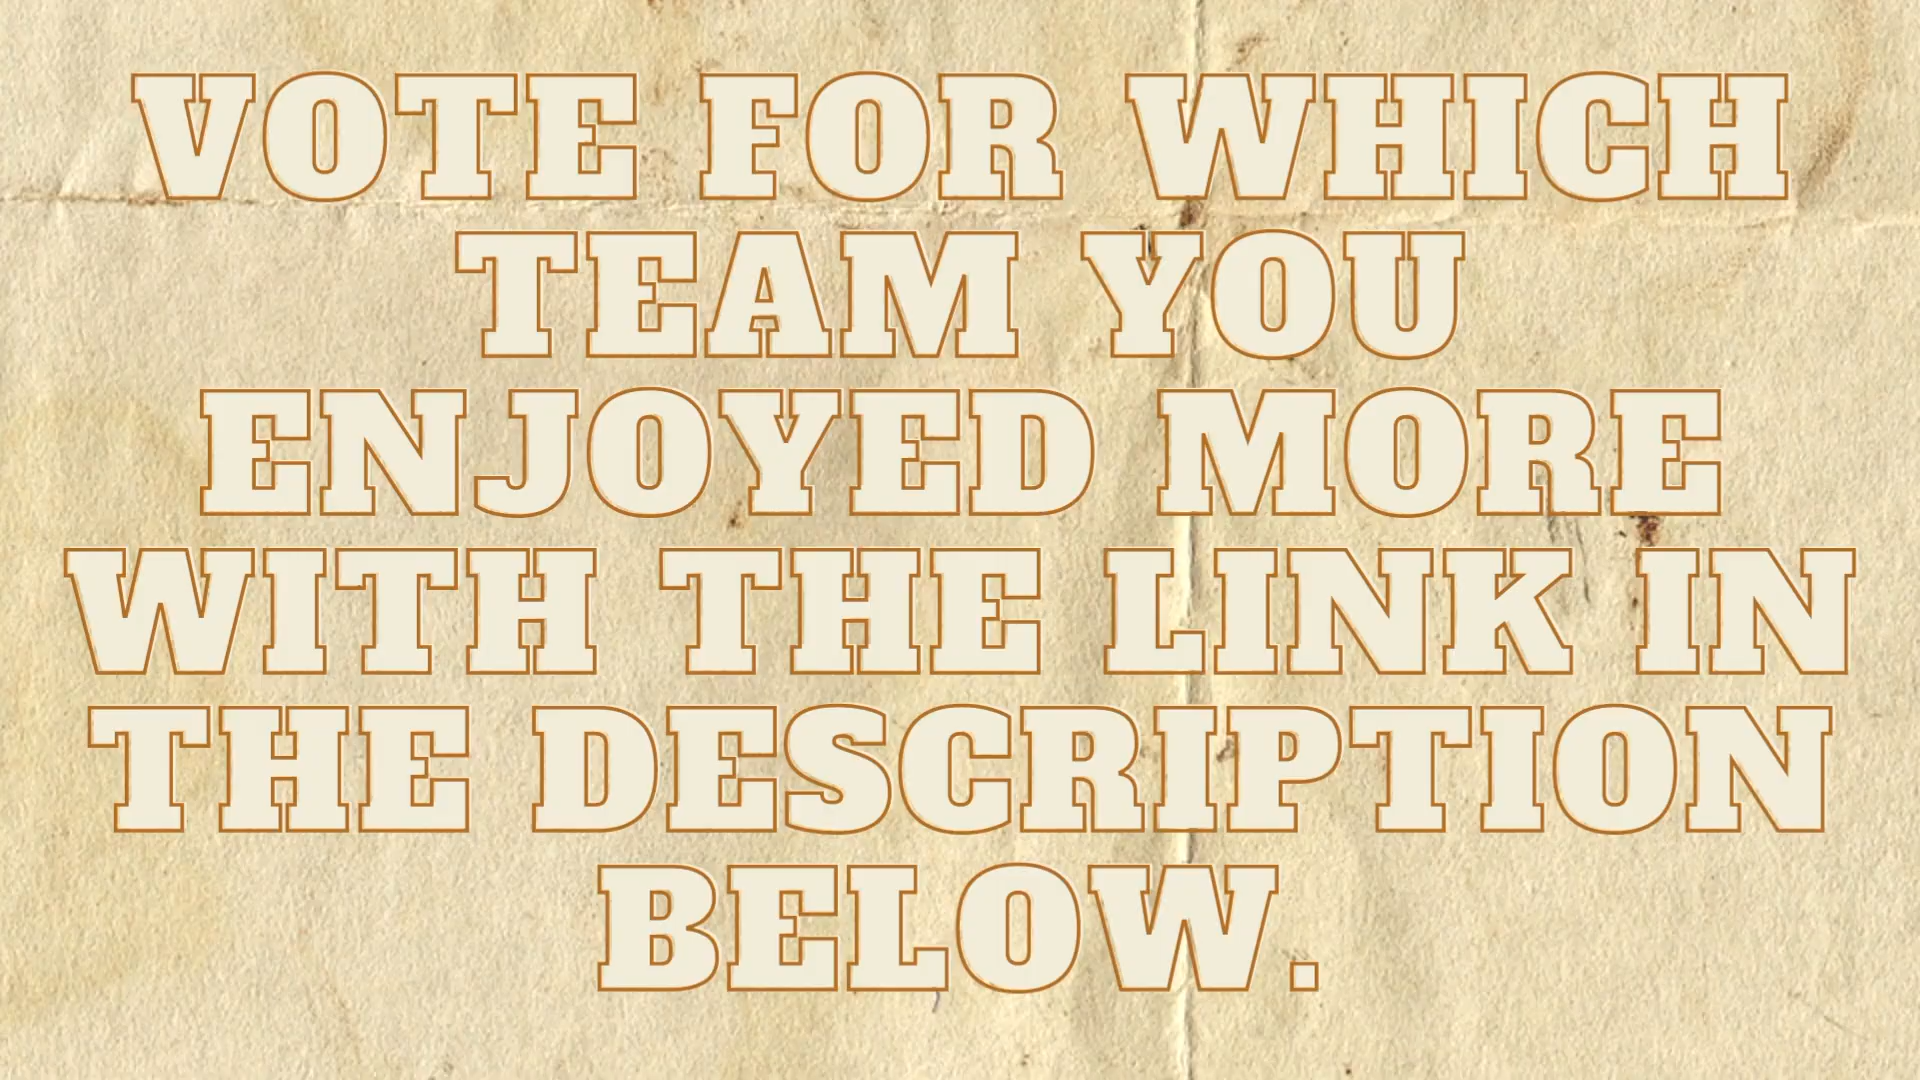 VOTE FOR WHICH
TEAM YOU
ENJOYED MORE
WITH THE LINK IN
THE DESCRIPTION
BELOW.